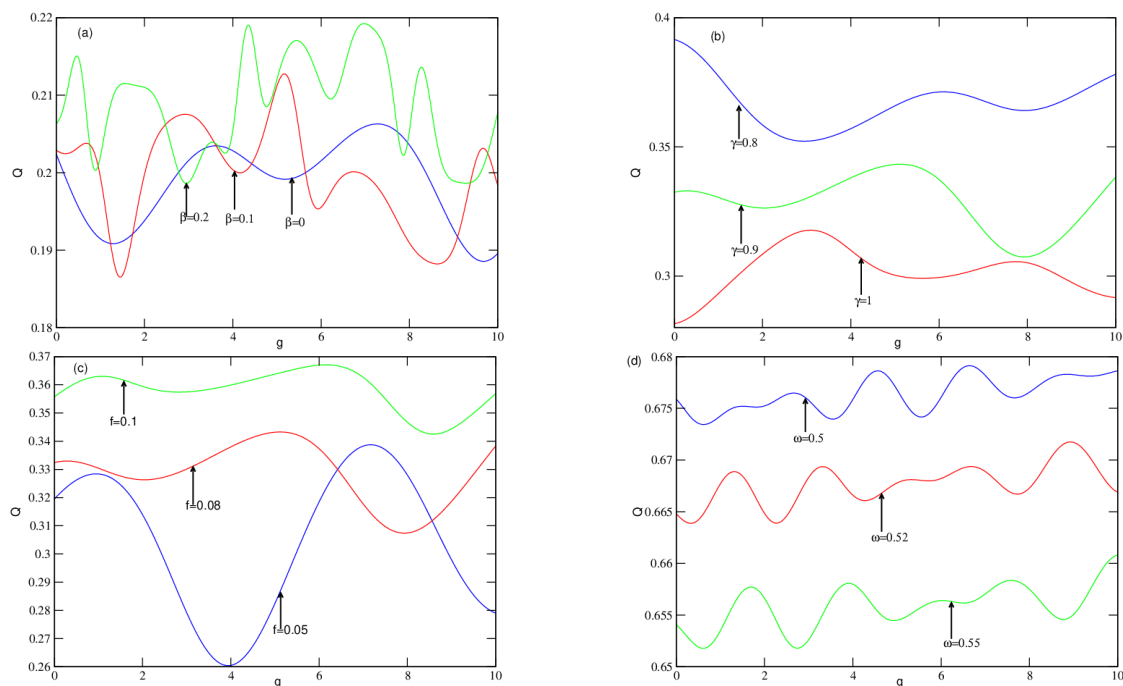 (a)
0.22
0.21
0.2
0.19
0.18
Q
β=0.2
β=0.1
β=0
0 2 4 6 8 10
g
(b)
0.4
0.35
0.3
Q
γ=0.8
γ=0.9
γ=1
0 2 4 6 8 10
g
(c)
0.37
0.36
0.35
0.34
0.33
0.32
0.31
0.3
0.29
0.28
0.27
0.26
Q
f=0.1
f=0.08
f=0.05
0 2 4 6 8 10
g
(d)
0.68
0.675
0.67
0.665
0.66
0.655
0.65
Q
ω=0.5
ω=0.52
ω=0.55
0 2 4 6 8 10
g